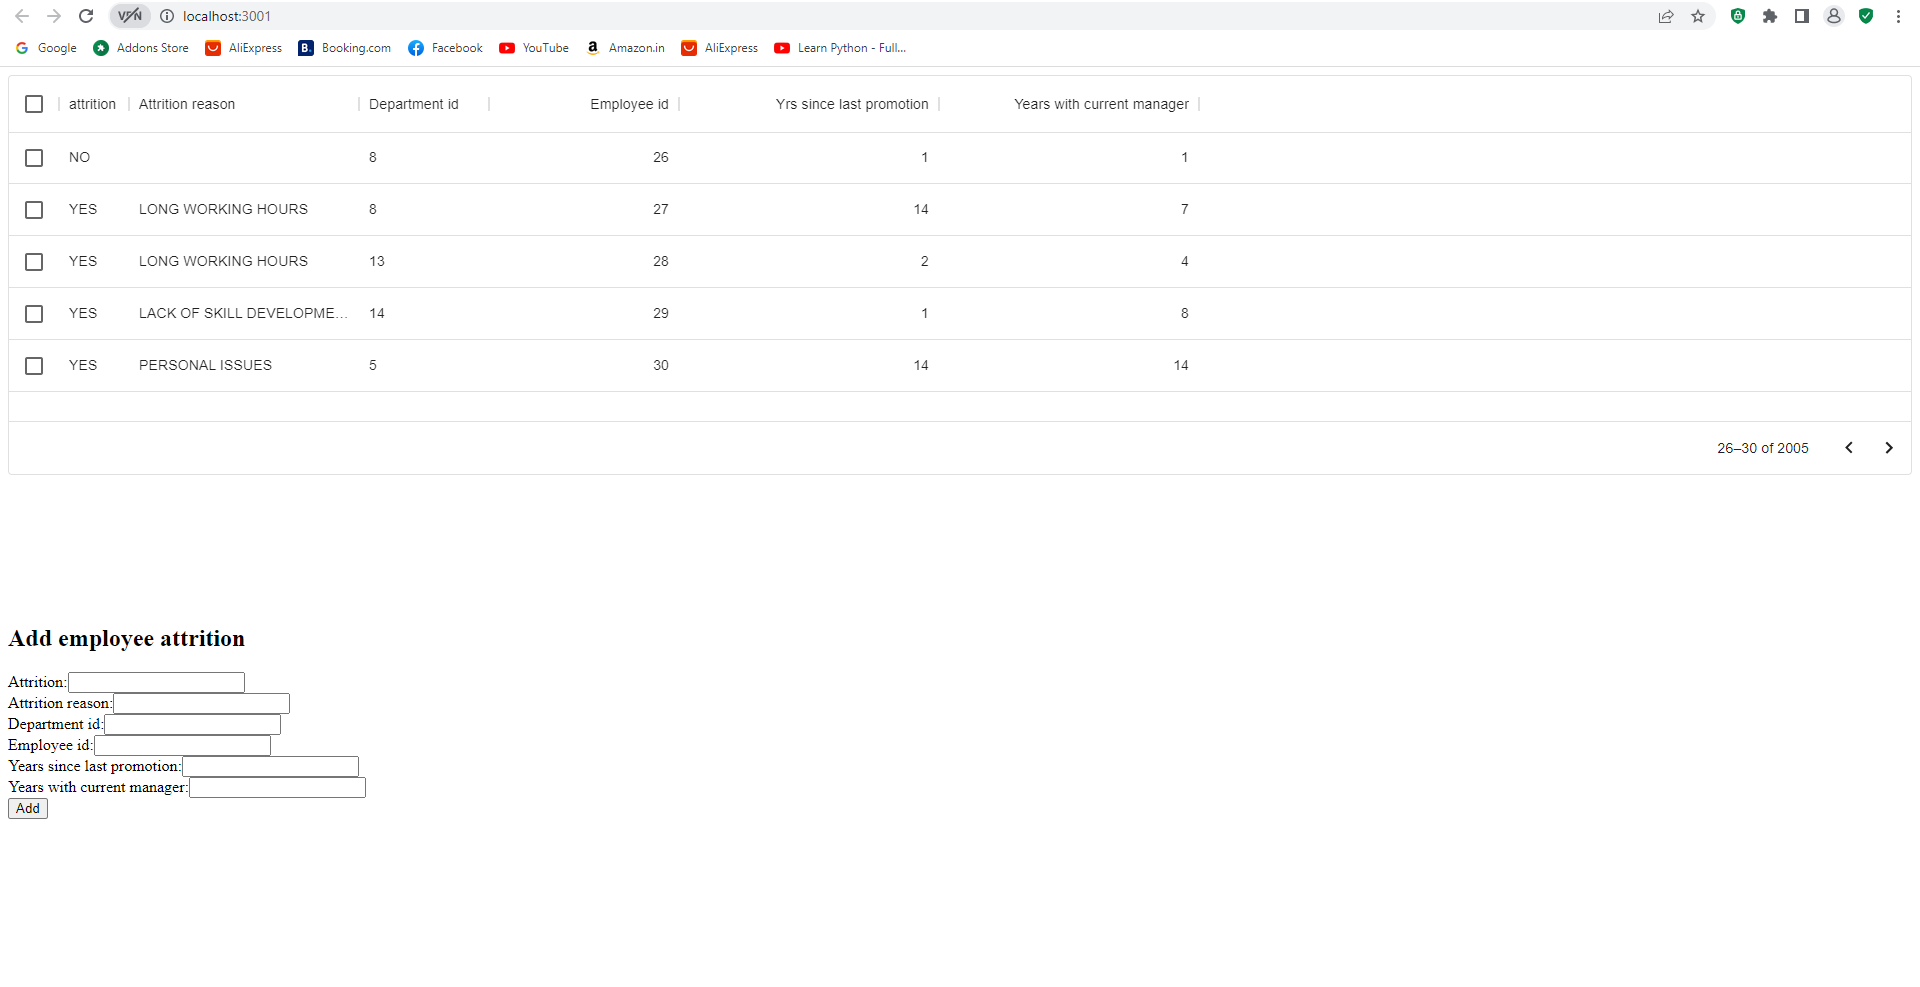 VPN localhost:3001
Google Addons Store AliExpress B. Booking.com Facebook YouTube a Amazon.in AliExpress Learn Python - Full...
attrition Attrition reason Department id Employee id Yrs since last promotion Years with current manager
NO 8 26 1 1
YES LONG WORKING HOURS 8 27 14 7
YES LONG WORKING HOURS 13 28 2 4
YES LACK OF SKILL DEVELOPME... 14 29 1 8
YES PERSONAL ISSUES 5 30 14 14
26–30 of 2005
Add employee attrition
Attrition:
Attrition reason:
Department id:
Employee id:
Years since last promotion:
Years with current manager:
Add